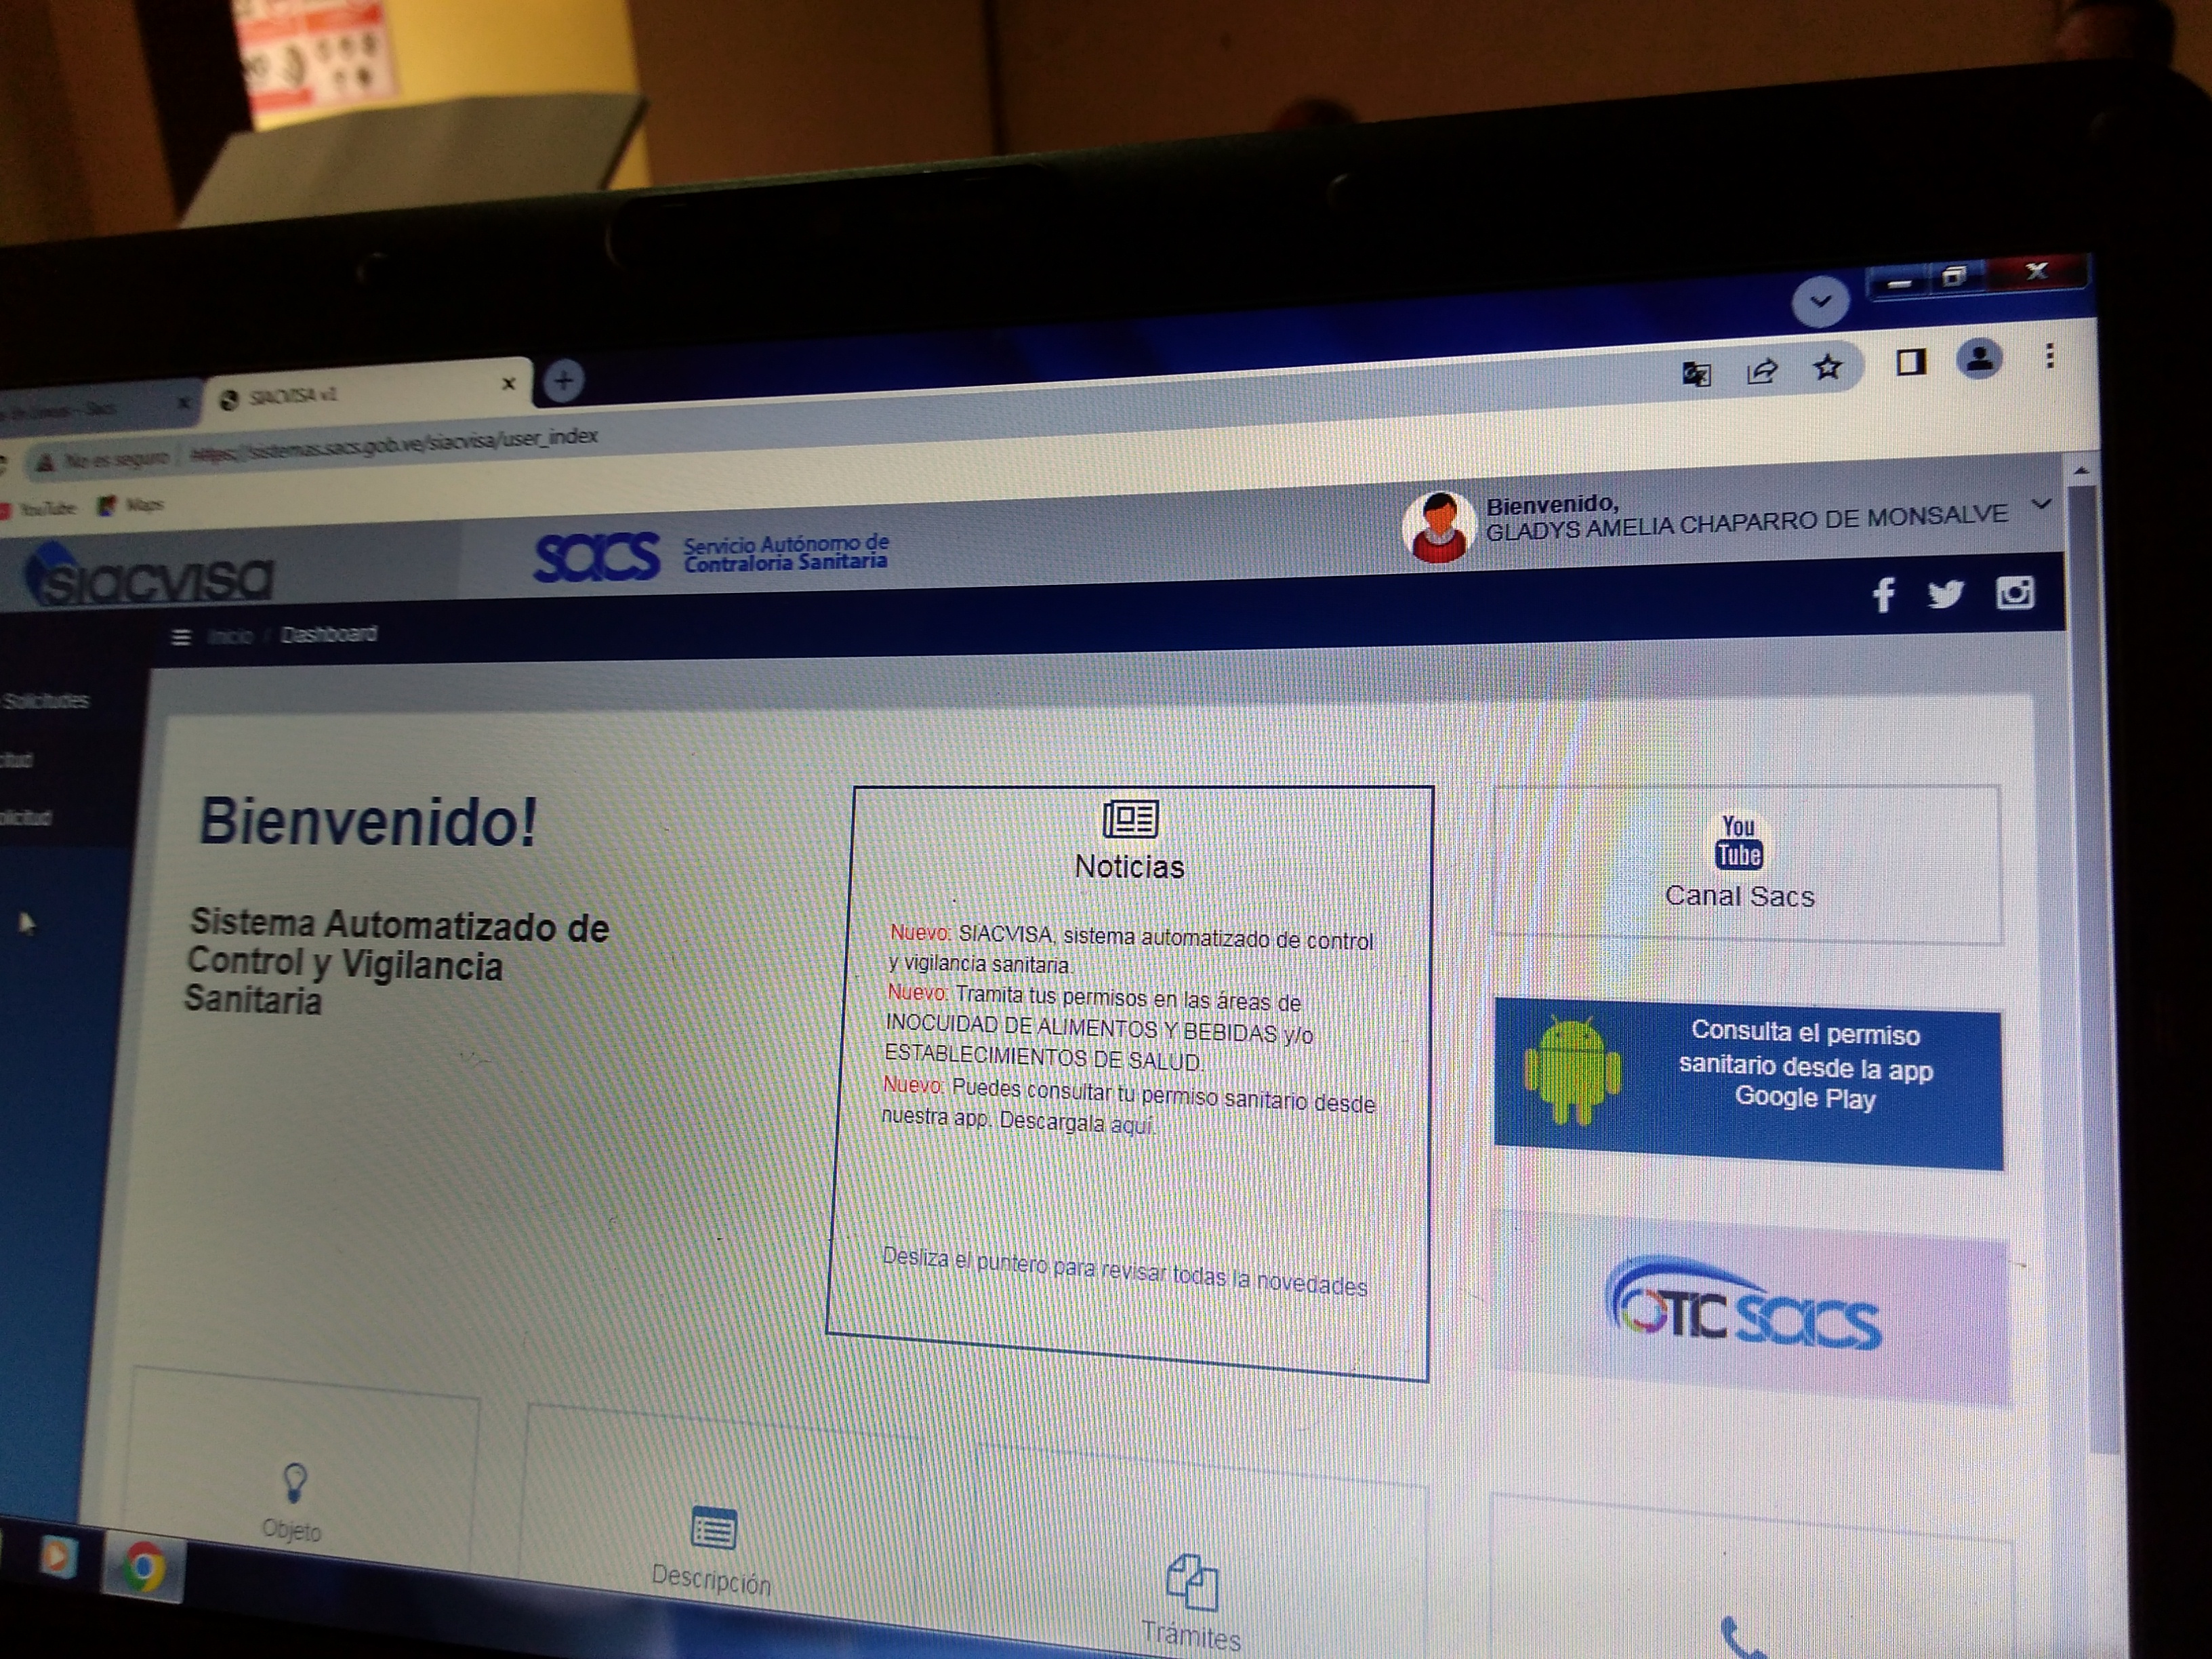 SIACVISA v1
No es seguro | https://sistemas.sacs.gob.ve/siacvisa/user_index
YouTube
Maps
siacvisa
sacs
Servicio Autónomo de
Contraloria Sanitaria
Bienvenido,
GLADYS AMELIA CHAPARRO DE MONSALVE
Inicio / Dashboard
Solicitudes
Bienvenido!
Sistema Automatizado de
Control y Vigilancia
Sanitaria
Noticias
Nuevo: SIACVISA, sistema automatizado de control
y vigilancia sanitaria.
Nuevo: Tramita tus permisos en las áreas de
INOCUIDAD DE ALIMENTOS Y BEBIDAS y/o
ESTABLECIMIENTOS DE SALUD.
Nuevo: Puedes consultar tu permiso sanitario desde
nuestra app. Descargala aquí.
Desliza el puntero para revisar todas la novedades
You
Tube
Canal Sacs
Consulta el permiso
sanitario desde la app
Google Play
OTIC sacs
Objeto
Descripción
Trámites